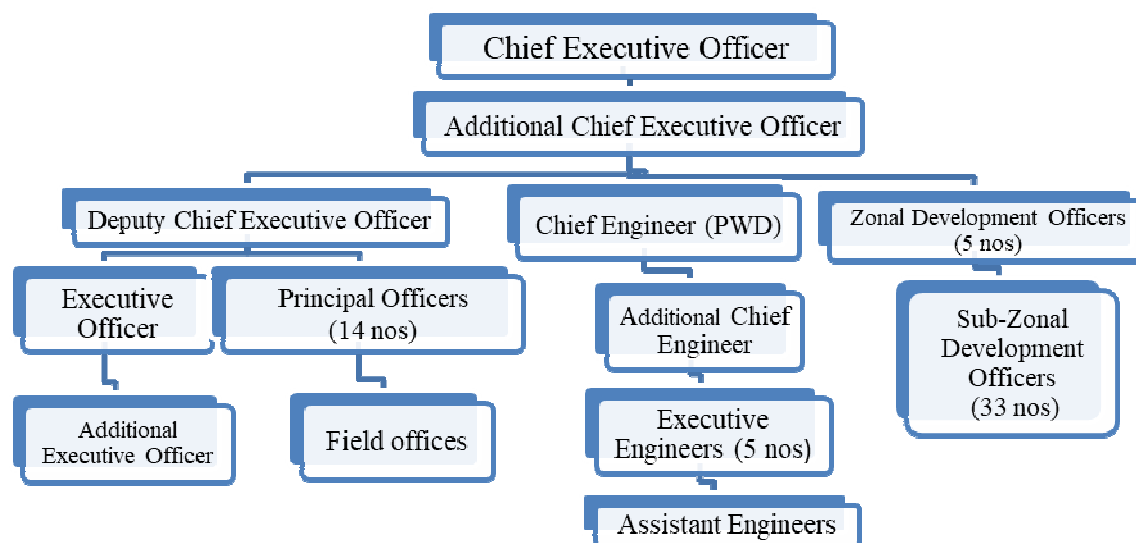 Chief Executive Officer
Additional Chief Executive Officer
Deputy Chief Executive Officer
Chief Engineer (PWD)
Zonal Development Officers
(5 nos)
Executive
Officer
Principal Officers
(14 nos)
Additional Chief
Engineer
Sub-Zonal
Development
Officers
(33 nos)
Additional
Executive Officer
Field offices
Executive
Engineers (5 nos)
Assistant Engineers